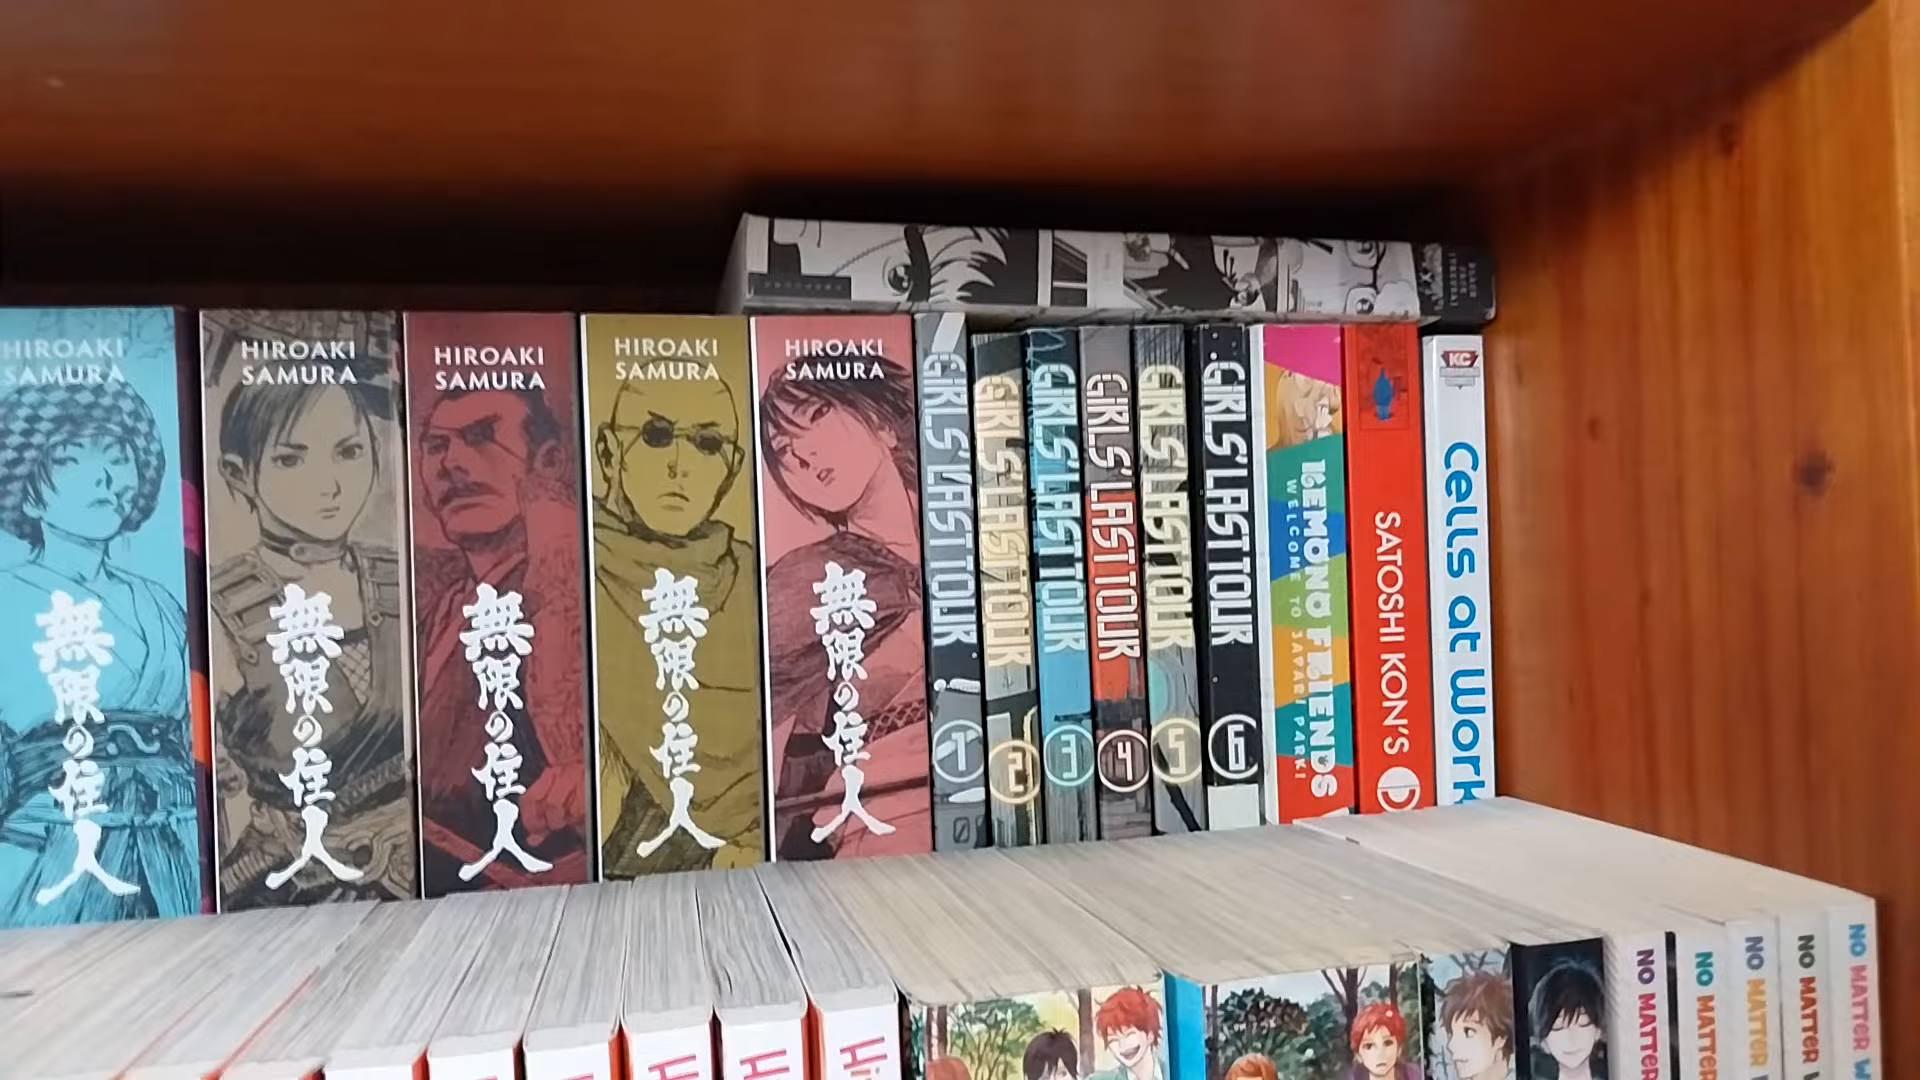 HIROAKI
SAMURA
無限の住人
HIROAKI
SAMURA
無限の住人
HIROAKI
SAMURA
無限の住人
HIROAKI
SAMURA
無限の住人
HIROAKI
SAMURA
無限の住人
GIRLS' LAST TOUR
1
GIRLS' LAST TOUR
2
GIRLS' LAST TOUR
3
GIRLS' LAST TOUR
4
GIRLS' LAST TOUR
5
GIRLS' LAST TOUR
6
KEMONO FRIENDS
WELCOME TO JAPARI PARK!
SATOSHI KON'S
KC
Cells at Work
NO MATTER
NO MATTER
NO MATTER
NO MATTER
NO MATTER W